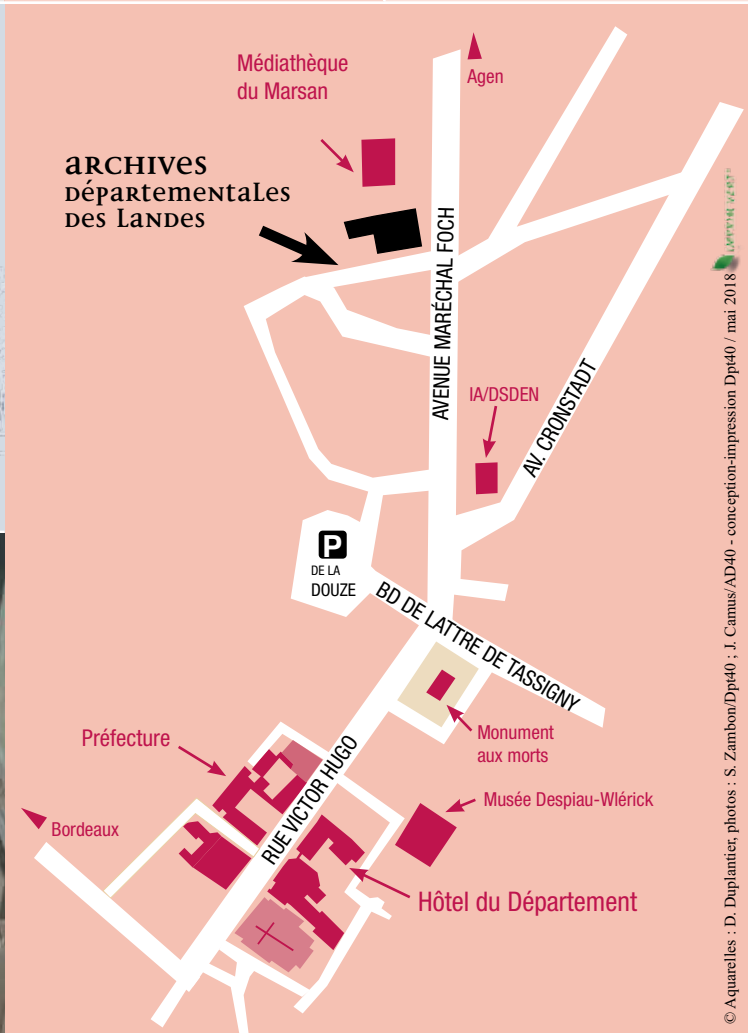 Médiathèque
du Marsan
Agen
aRCHIVES
DÉPARTEMENTALES
DES LANDES
AVENUE MARÉCHAL FOCH
IA/DSDEN
AV. CRONSTADT
P
DE LA
DOUZE
BD DE LATTRE DE TASSIGNY
Monument
aux morts
Préfecture
RUE VICTOR HUGO
Musée Despiau-Wlérick
Bordeaux
Hôtel du Département
© Aquarelles : D. Duplantier, photos : S. Zambon/Dpt40 ; J. Camus/AD40 - conception-impression Dpt40 / mai 2018